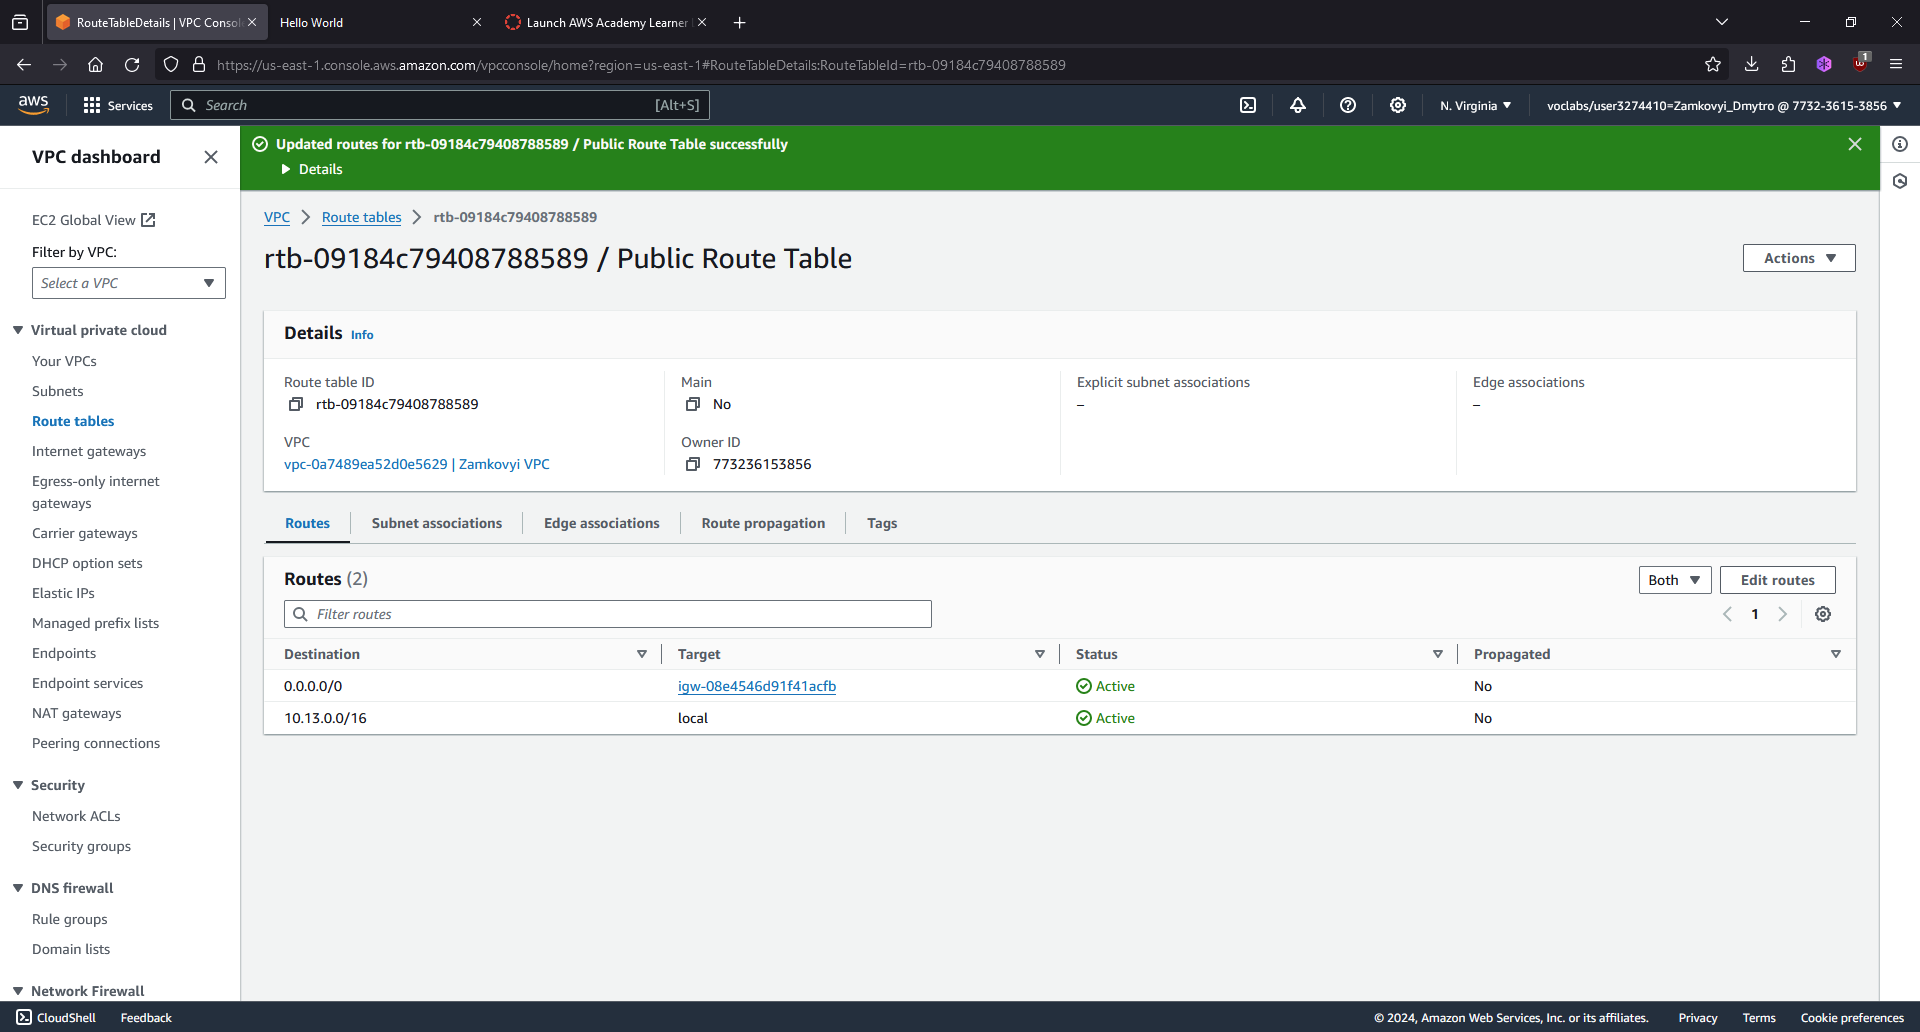 RouteTableDetails | VPC Conso
Hello World
Launch AWS Academy Learner
https://us-east-1.console.aws.amazon.com/vpcconsole/home?region=us-east-1#RouteTableDetails:RouteTableId=rtb-09184c79408788589
1
aws
Services
Search
[Alt+S]
N. Virginia
voclabs/user3274410=Zamkovyi_Dmytro @ 7732-3615-3856
VPC dashboard
EC2 Global View
Filter by VPC:
Select a VPC
Virtual private cloud
Your VPCs
Subnets
Route tables
Internet gateways
Egress-only internet
gateways
Carrier gateways
DHCP option sets
Elastic IPs
Managed prefix lists
Endpoints
Endpoint services
NAT gateways
Peering connections
Security
Network ACLs
Security groups
DNS firewall
Rule groups
Domain lists
Network Firewall
Updated routes for rtb-09184c79408788589 / Public Route Table successfully
Details
VPC
Route tables
rtb-09184c79408788589
rtb-09184c79408788589 / Public Route Table
Actions
Details Info
Route table ID
rtb-09184c79408788589
Main
No
Explicit subnet associations
–
Edge associations
–
VPC
vpc-0a7489ea52d0e5629 | Zamkovyi VPC
Owner ID
773236153856
Routes
Subnet associations
Edge associations
Route propagation
Tags
Routes (2)
Both
Edit routes
Filter routes
1
Destination Target Status Propagated
0.0.0.0/0 igw-08e4546d91f41acfb Active No
10.13.0.0/16 local Active No
CloudShell
Feedback
© 2024, Amazon Web Services, Inc. or its affiliates.
Privacy
Terms
Cookie preferences